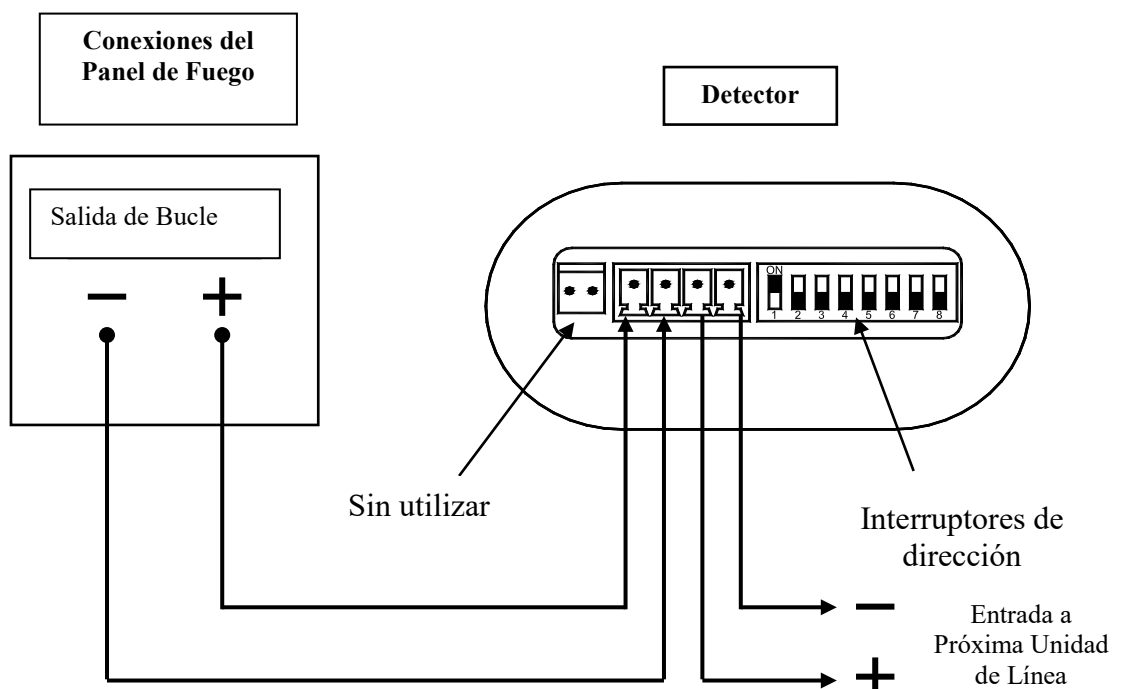 Conexiones del
Panel de Fuego
Detector
Salida de Bucle
− +
ON
1 2 3 4 5 6 7 8
Sin utilizar
Interruptores de
dirección
−
Entrada a
Próxima Unidad
de Línea
+